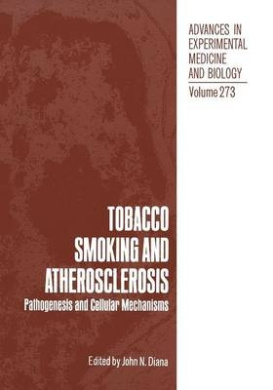 ADVANCES IN
EXPERIMENTAL
MEDICINE
AND BIOLOGY
Volume 273
TOBACCO
SMOKING AND
ATHEROSCLEROSIS
Pathogenesis and Cellular Mechanisms
Edited by John N. Diana